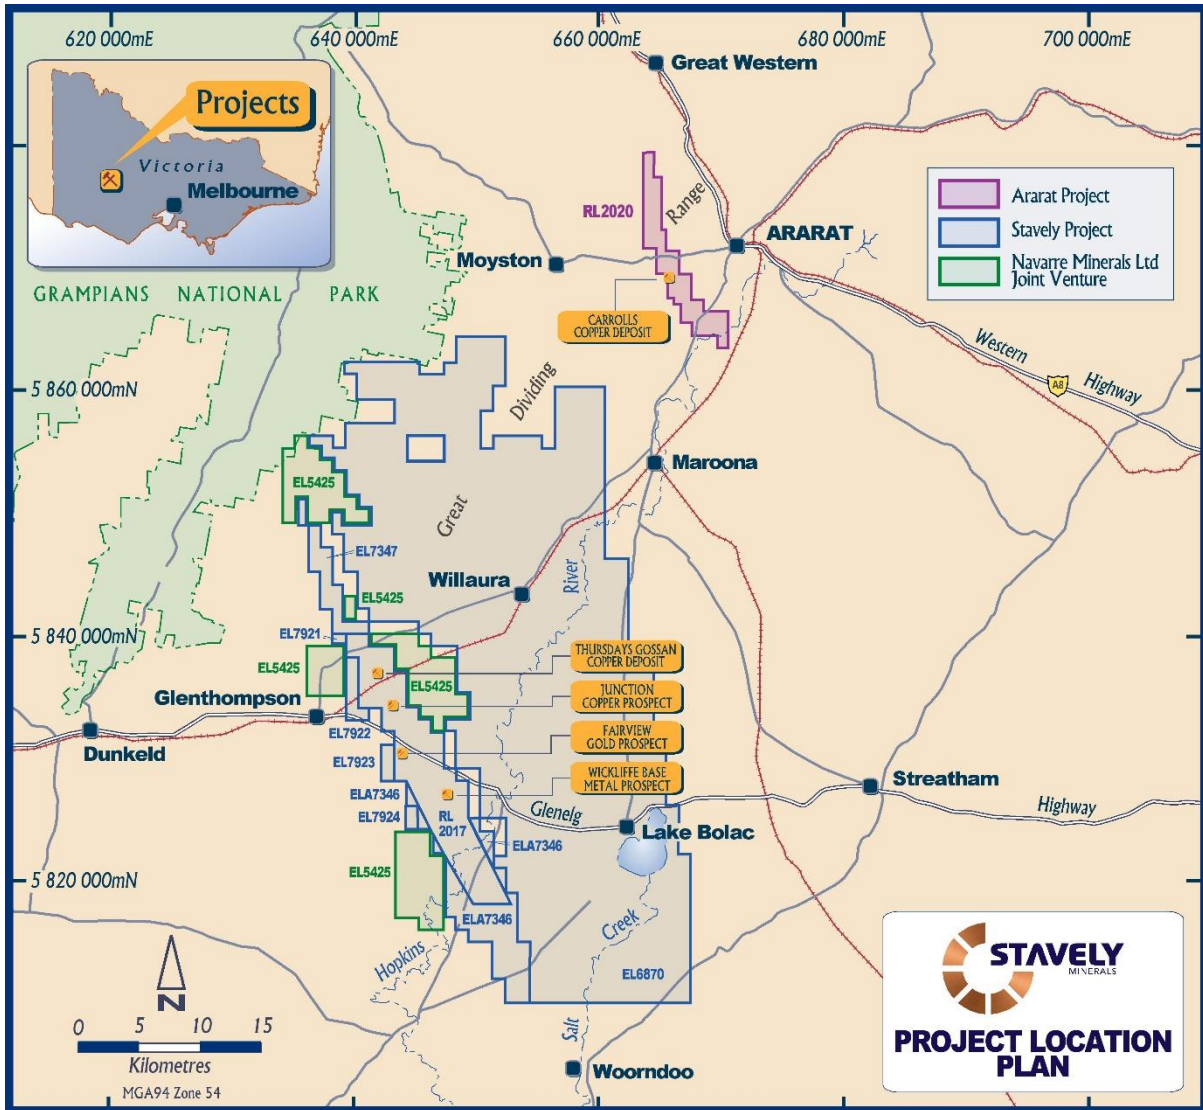 620 000mE
640 000mE
660 000mE
680 000mE
700 000mE
Great Western
Projects
Victoria
Melbourne
Ararat Project
Stavely Project
Navarre Minerals Ltd
Joint Venture
RL2020
Range
ARARAT
Moyston
GRAMPIANS NATIONAL PARK
CARROLLS
COPPER DEPOSIT
Western
Highway
A8
5 860 000mN
Dividing
Maroona
EL5425
Great
EL7347
River
Willaura
EL5425
5 840 000mN
EL7921
THURSDAYS GOSSAN
COPPER DEPOSIT
EL5425
EL5425
JUNCTION
COPPER PROSPECT
Glenthompson
EL7922
FAIRVIEW
GOLD PROSPECT
Dunkeld
EL7923
WICKLIFFE BASE
METAL PROSPECT
Streatham
ELA7346
EL7924
RL
2017
Glenelg
Highway
Lake Bolac
ELA7346
EL5425
5 820 000mN
ELA7346
Creek
Hopkins
EL6870
N
0 5 10 15
Kilometres
MGA94 Zone 54
Salt
Woorndoo
STAVELY
MINERALS
PROJECT LOCATION
PLAN